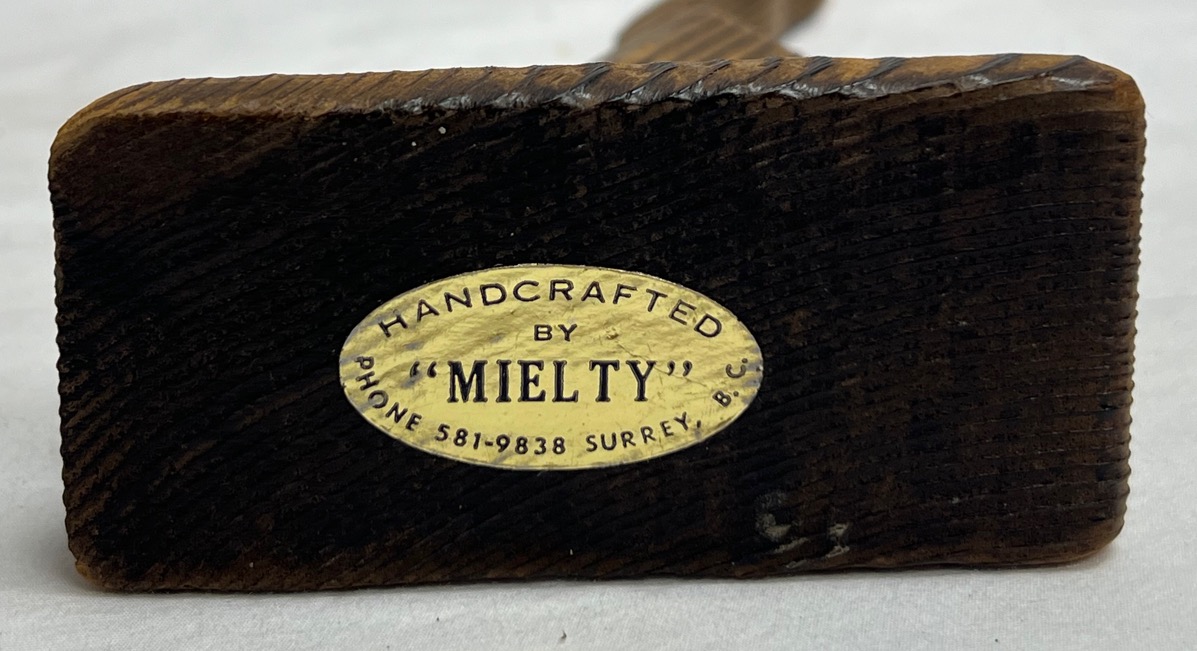 HANDCRAFTED
BY
“MIELTY”
PHONE 581-9838 SURREY, B.C.